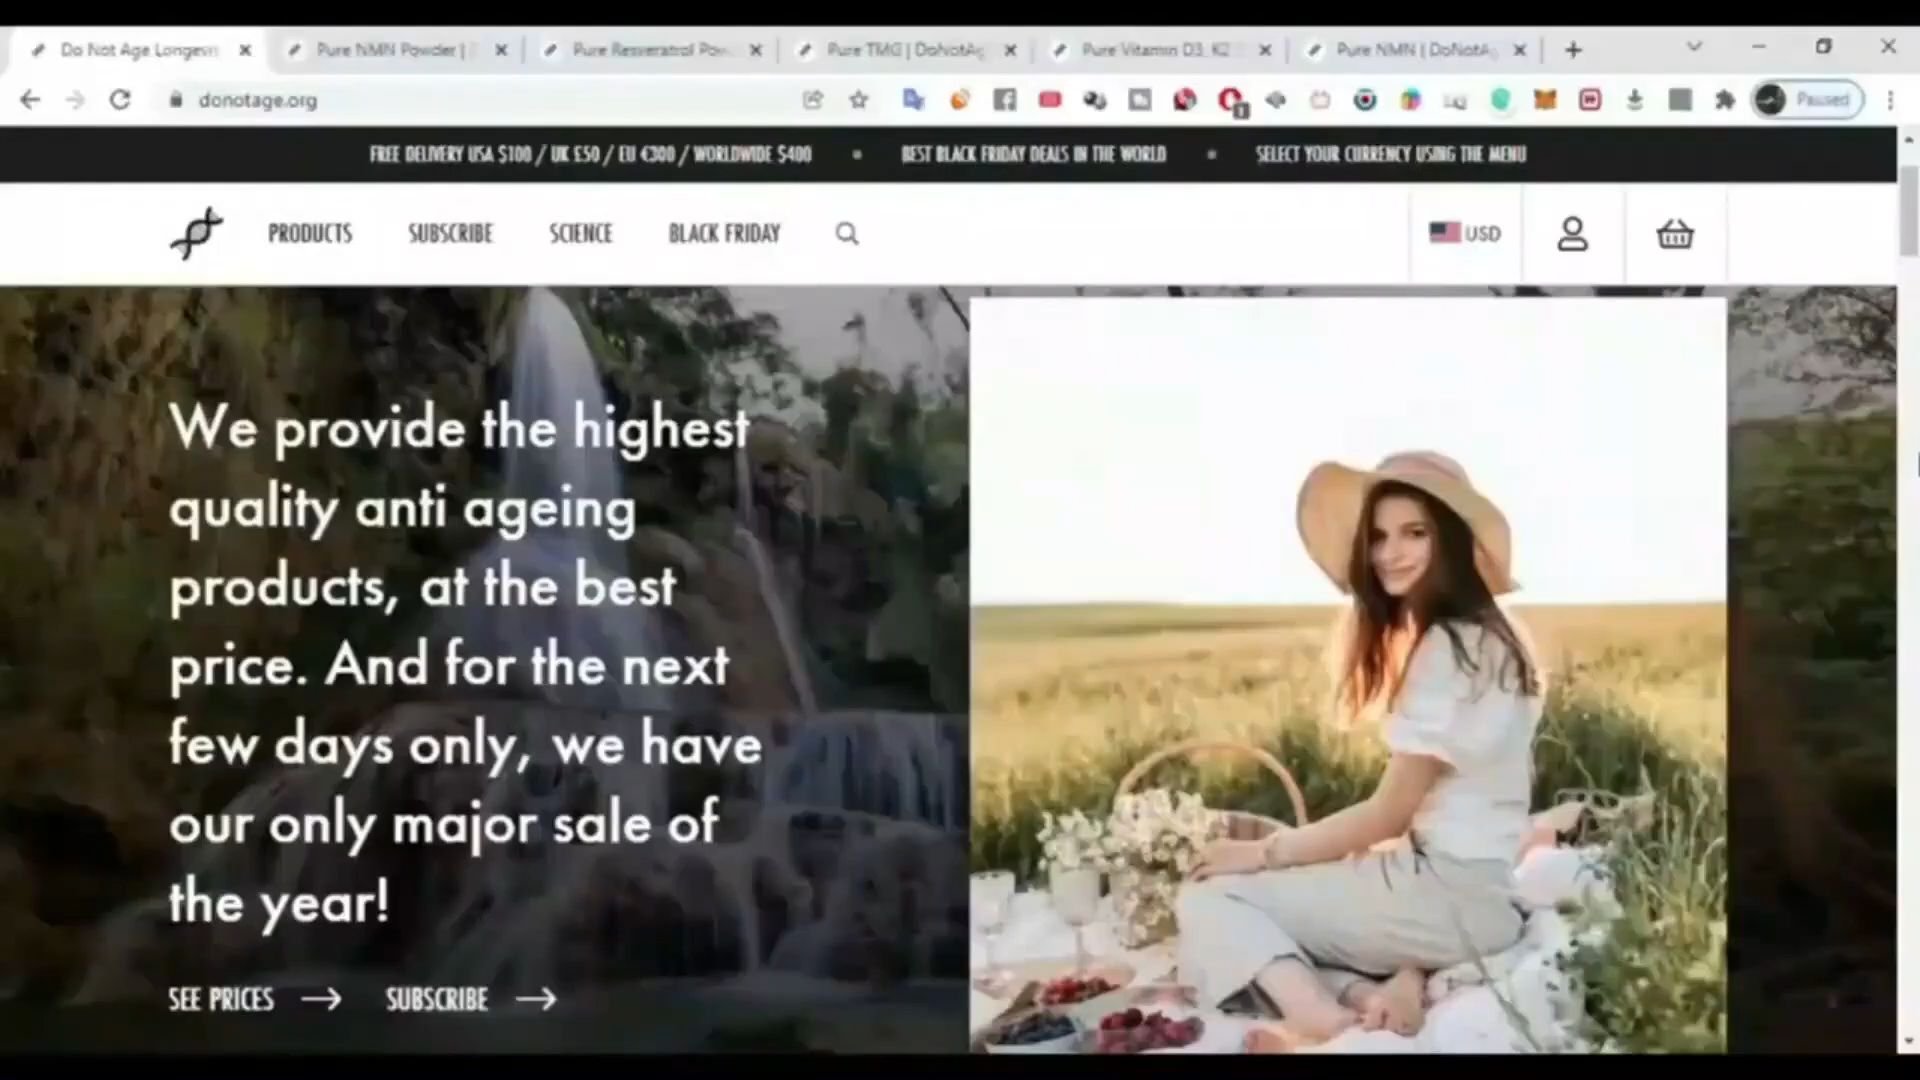 Do Not Age Longev
Pure NMN Powder |
Pure Resveratrol Pow
Pure TMG | DoNotAg
Pure Vitamin D3, K2
Pure NMN | DoNotA
donotage.org
Paused
FREE DELIVERY USA $100 / UK £50 / EU €300 / WORLDWIDE $400
BEST BLACK FRIDAY DEALS IN THE WORLD
SELECT YOUR CURRENCY USING THE MENU
PRODUCTS
SUBSCRIBE
SCIENCE
BLACK FRIDAY
USD
We provide the highest
quality anti ageing
products, at the best
price. And for the next
few days only, we have
our only major sale of
the year!
SEE PRICES
SUBSCRIBE